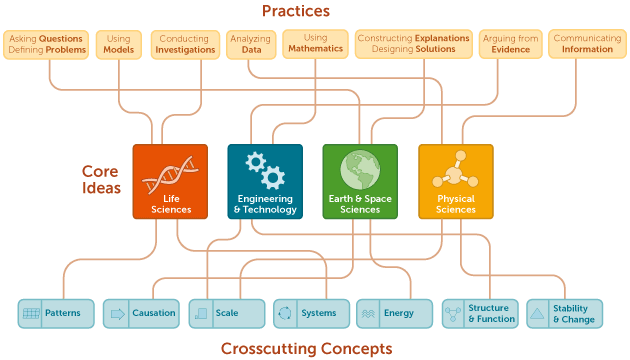 Practices
Asking Questions
Defining Problems
Using
Models
Conducting
Investigations
Analyzing
Data
Using
Mathematics
Constructing Explanations
Designing Solutions
Arguing from
Evidence
Communicating
Information
Core
Ideas
Life
Sciences
Engineering
& Technology
Earth & Space
Sciences
Physical
Sciences
Patterns
Causation
Scale
Systems
Energy
Structure
& Function
Stability
& Change
Crosscutting Concepts